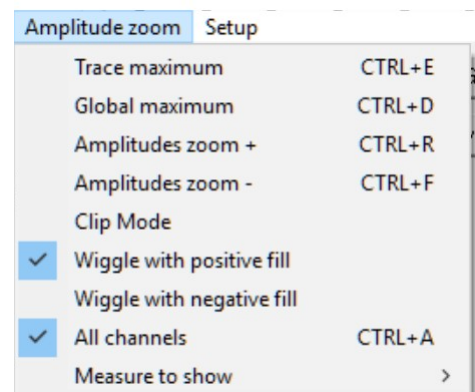 Amplitude zoom Setup
Trace maximum CTRL+E
Global maximum CTRL+D
Amplitudes zoom + CTRL+R
Amplitudes zoom - CTRL+F
Clip Mode
Wiggle with positive fill
Wiggle with negative fill
All channels CTRL+A
Measure to show >